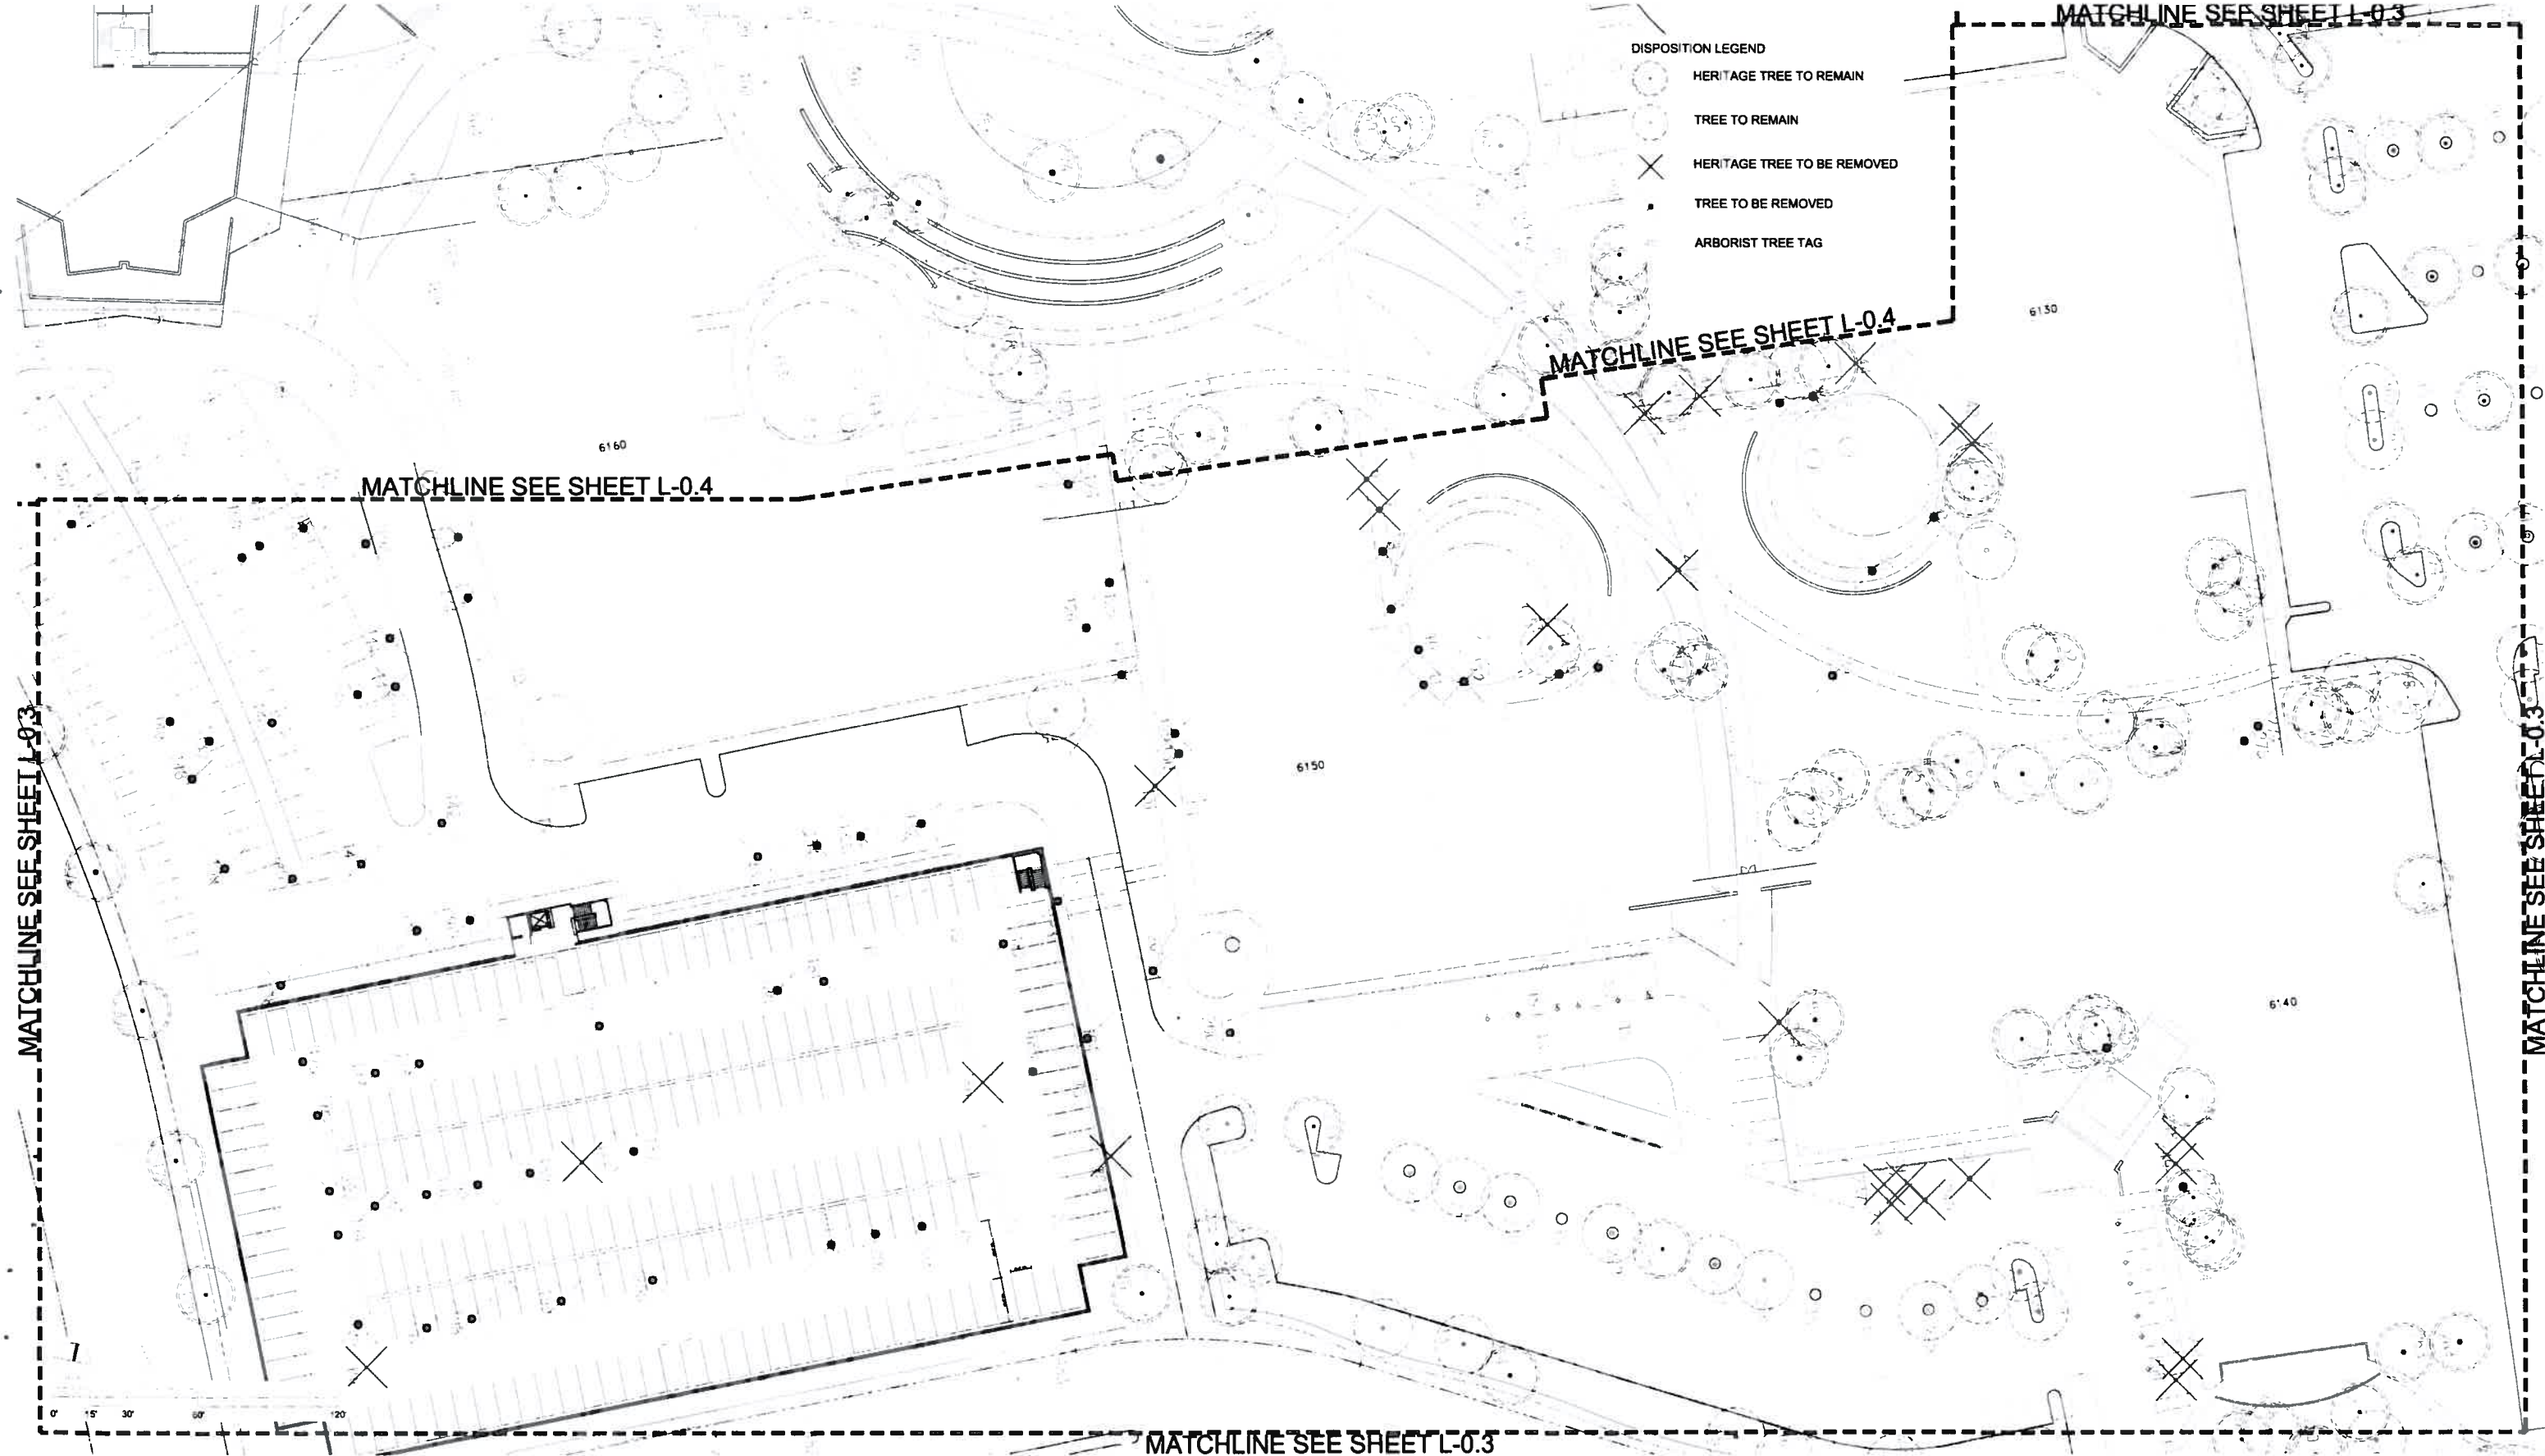 MATCHLINE SEE SHEET L-0.3
DISPOSITION LEGEND
HERITAGE TREE TO REMAIN
TREE TO REMAIN
HERITAGE TREE TO BE REMOVED
TREE TO BE REMOVED
ARBORIST TREE TAG
6130
MATCHLINE SEE SHEET L-0.4
6160
MATCHLINE SEE SHEET L-0.4
MATCHLINE SEE SHEET L-0.3
6150
MATCHLINE SEE SHEET L-0.3
6140
0' 15' 30' 60' 120'
MATCHLINE SEE SHEET L-0.3